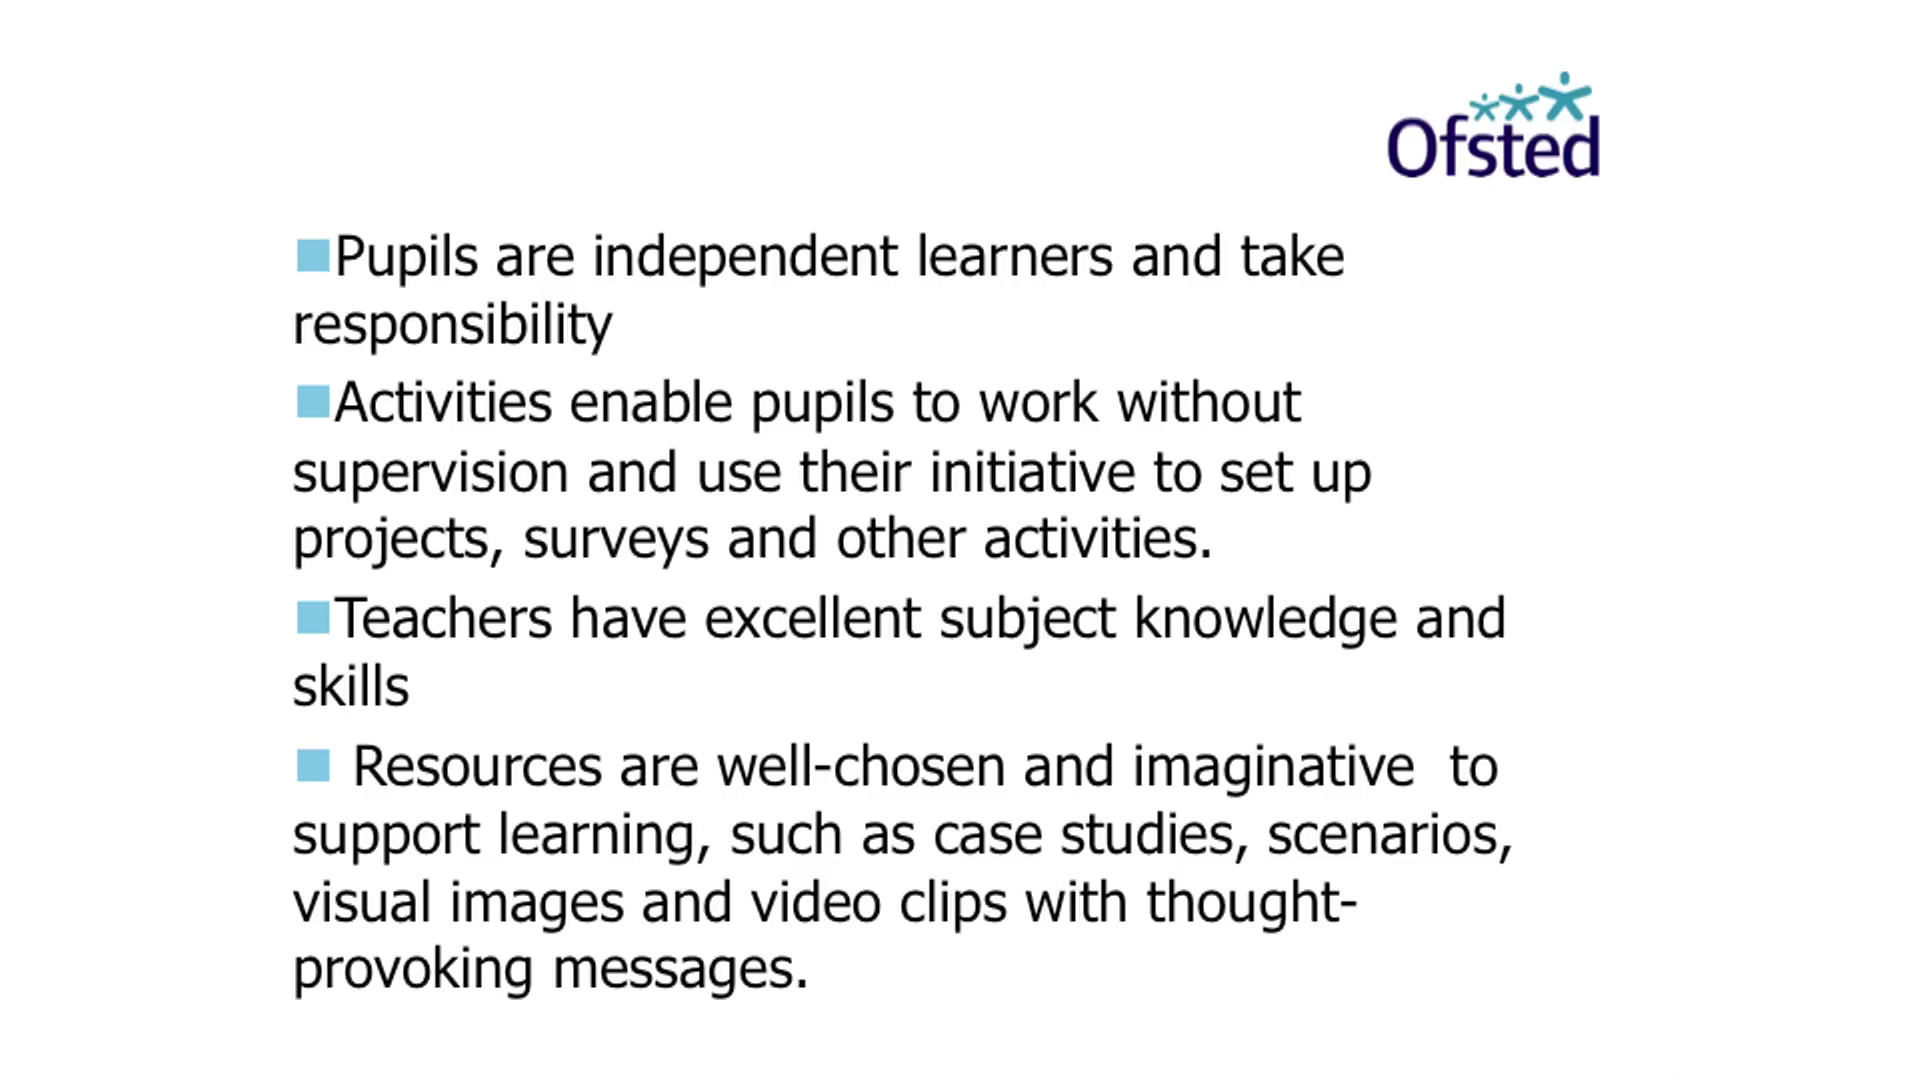 Ofsted
Pupils are independent learners and take
responsibility
Activities enable pupils to work without
supervision and use their initiative to set up
projects, surveys and other activities.
Teachers have excellent subject knowledge and
skills
Resources are well-chosen and imaginative  to
support learning, such as case studies, scenarios,
visual images and video clips with thought-
provoking messages.